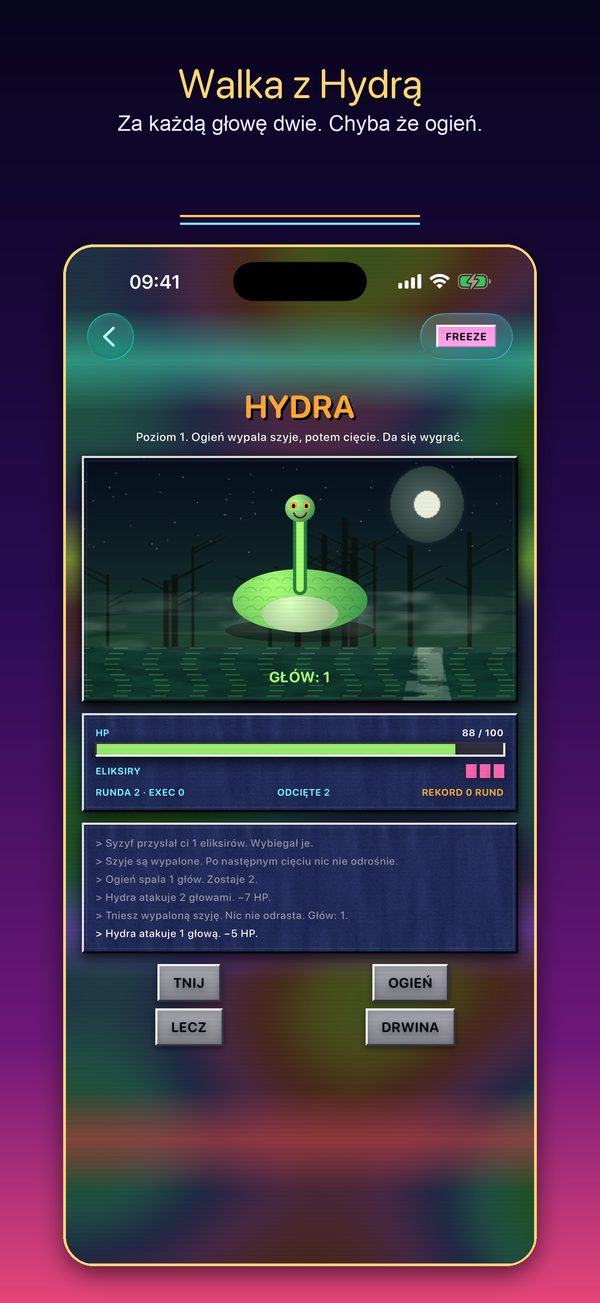 Walka z Hydrą
Za każdą głowę dwie. Chyba że ogień.
09:41
FREEZE
HYDRA
Poziom 1. Ogień wypala szyje, potem cięcie. Da się wygrać.
GŁÓW: 1
HP 88 / 100
ELIKSIRY
RUNDA 2 · EXEC 0 ODCIĘTE 2 REKORD 0 RUND
> Syzyf przysłał ci 1 eliksirów. Wybiegał je.
> Szyje są wypalone. Po następnym cięciu nic nie odrośnie.
> Ogień spala 1 głów. Zostaje 2.
> Hydra atakuje 2 głowami. −7 HP.
> Tniesz wypaloną szyję. Nic nie odrasta. Głów: 1.
> Hydra atakuje 1 głową. −5 HP.
TNIJ OGIEŃ
LECZ DRWINA